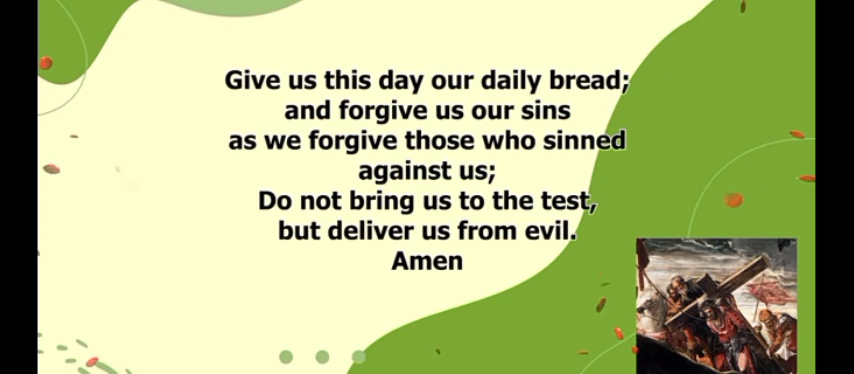 Give us this day our daily bread;
and forgive us our sins
as we forgive those who sinned
against us;
Do not bring us to the test,
but deliver us from evil.
Amen